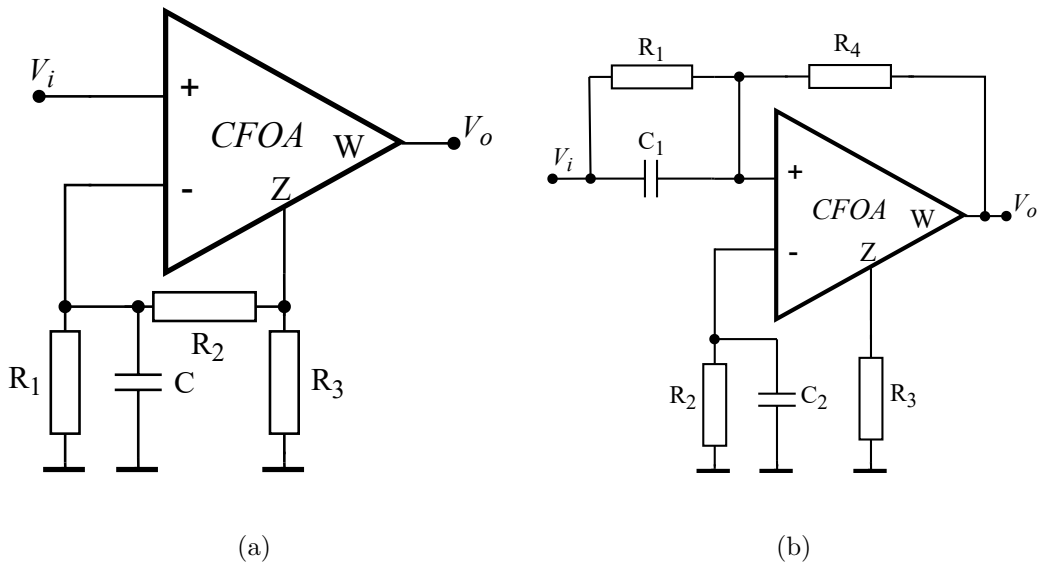 V_i
+
CFOA
W
V_o
-
Z
R_2
R_1
C
R_3
(a)
R_1
R_4
V_i
C_1
+
CFOA
W
V_o
-
Z
R_2
C_2
R_3
(b)